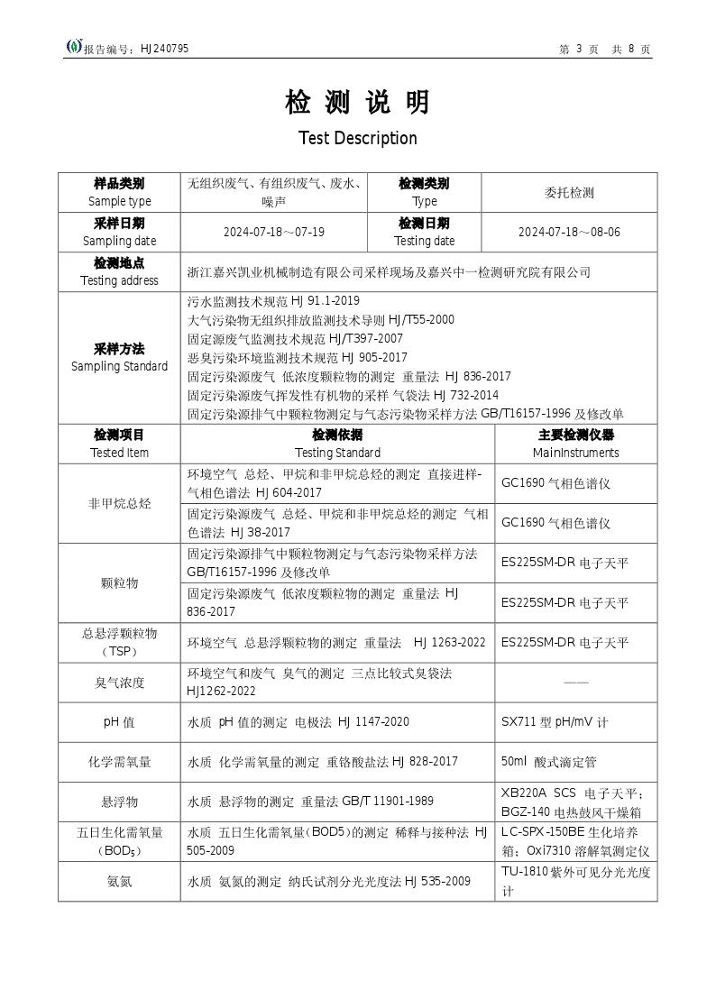 报告编号：HJ240795
第 3 页 共 8 页
检 测 说 明
Test Description
样品类别
Sample type
无组织废气、有组织废气、废水、
噪声
检测类别
Type
委托检测
采样日期
Sampling date
2024-07-18～07-19
检测日期
Testing date
2024-07-18～08-06
检测地点
Testing address
浙江嘉兴凯业机械制造有限公司采样现场及嘉兴中一检测研究院有限公司
采样方法
Sampling Standard
污水监测技术规范 HJ 91.1-2019
大气污染物无组织排放监测技术导则 HJ/T55-2000
固定源废气监测技术规范 HJ/T397-2007
恶臭污染环境监测技术规范 HJ 905-2017
固定污染源废气 低浓度颗粒物的测定 重量法 HJ 836-2017
固定污染源废气挥发性有机物的采样 气袋法 HJ 732-2014
固定污染源排气中颗粒物测定与气态污染物采样方法 GB/T16157-1996 及修改单
检测项目
Tested Item
检测依据
Testing Standard
主要检测仪器
MainInstruments
非甲烷总烃
环境空气 总烃、甲烷和非甲烷总烃的测定 直接进样-
气相色谱法 HJ 604-2017
GC1690 气相色谱仪
固定污染源废气 总烃、甲烷和非甲烷总烃的测定 气相
色谱法 HJ 38-2017
GC1690 气相色谱仪
颗粒物
固定污染源排气中颗粒物测定与气态污染物采样方法
GB/T16157-1996 及修改单
ES225SM-DR 电子天平
固定污染源废气 低浓度颗粒物的测定 重量法 HJ
836-2017
ES225SM-DR 电子天平
总悬浮颗粒物
（TSP）
环境空气 总悬浮颗粒物的测定 重量法 HJ 1263-2022
ES225SM-DR 电子天平
臭气浓度
环境空气和废气 臭气的测定 三点比较式臭袋法
HJ1262-2022
——
pH 值
水质 pH 值的测定 电极法 HJ 1147-2020
SX711 型 pH/mV 计
化学需氧量
水质 化学需氧量的测定 重铬酸盐法 HJ 828-2017
50ml 酸式滴定管
悬浮物
水质 悬浮物的测定 重量法 GB/T 11901-1989
XB220A SCS 电子天平；
BGZ-140 电热鼓风干燥箱
五日生化需氧量
（BOD₅）
水质 五日生化需氧量（BOD5）的测定 稀释与接种法 HJ
505-2009
LC-SPX-150BE 生化培养
箱；Oxi7310 溶解氧测定仪
氨氮
水质 氨氮的测定 纳氏试剂分光光度法 HJ 535-2009
TU-1810 紫外可见分光光度
计